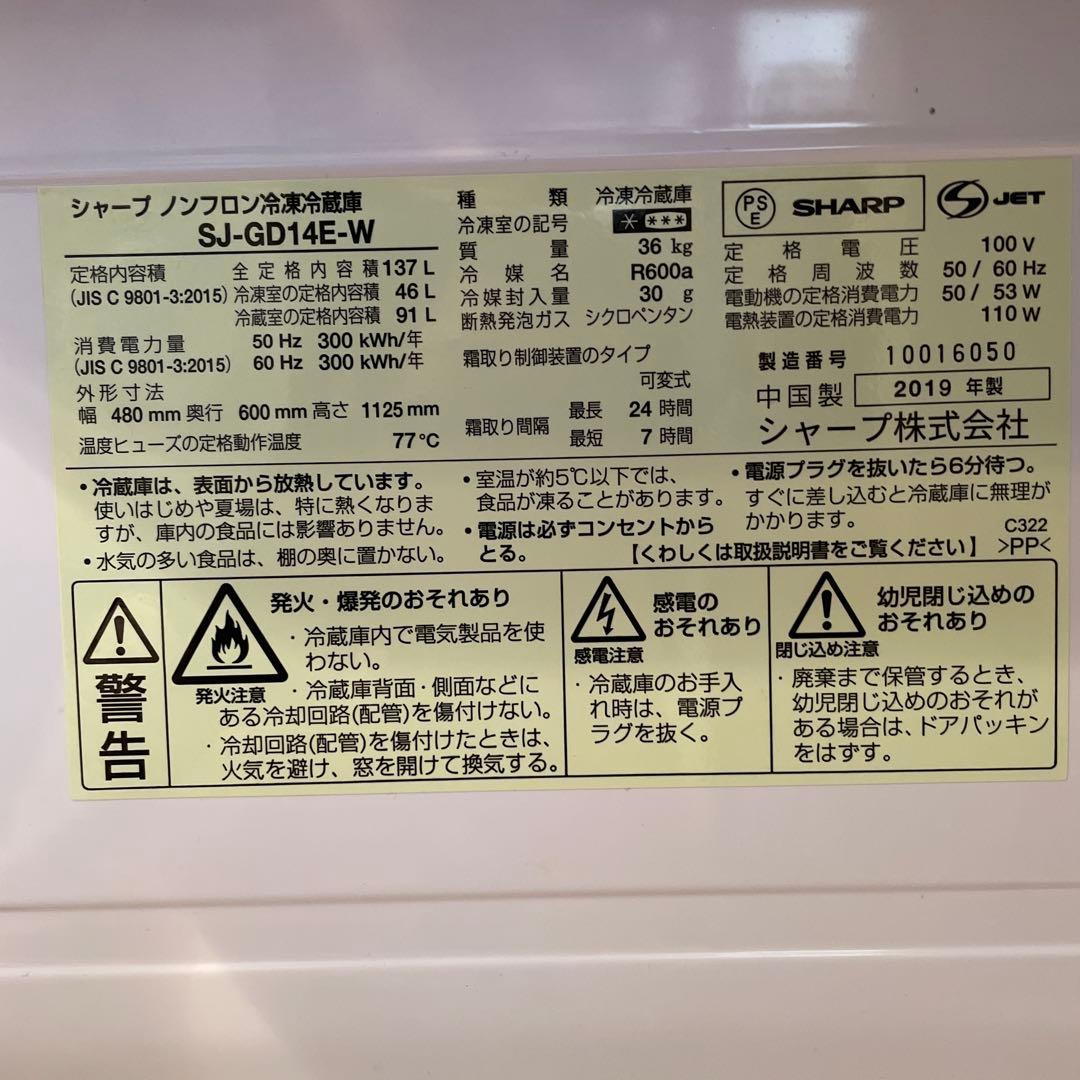 シャープ ノンフロン冷凍冷蔵庫
SJ-GD14E-W
定格内容積 全定格内容積 137 L
(JIS C 9801-3:2015) 冷凍室の定格内容積 46 L
冷蔵室の定格内容積 91 L
消費電力量 50 Hz 300 kWh/年
(JIS C 9801-3:2015) 60 Hz 300 kWh/年
外形寸法
幅 480 mm 奥行 600 mm 高さ 1125 mm
温度ヒューズの定格動作温度 77℃
種類 冷凍冷蔵庫
冷凍室の記号 * ***
質量 36 kg
冷媒名 R600a
冷媒封入量 30 g
断熱発泡ガス シクロペンタン
霜取り制御装置のタイプ
可変式
霜取り間隔 最長 24 時間
最短 7 時間
PS E SHARP S JET
定格電圧 100 V
定格周波数 50 / 60 Hz
電動機の定格消費電力 50 / 53 W
電熱装置の定格消費電力 110 W
製造番号 10016050
中国製 2019 年製
シャープ株式会社
・冷蔵庫は、表面から放熱しています。
使いはじめや夏場は、特に熱くなりま
すが、庫内の食品には影響ありません。
・水気の多い食品は、棚の奥に置かない。
・室温が約5℃以下では、
食品が凍ることがあります。
・電源は必ずコンセントから
とる。
・電源プラグを抜いたら6分待つ。
すぐに差し込むと冷蔵庫に無理が
かかります。
C322
【くわしくは取扱説明書をご覧ください】 >PP<
警告
発火・爆発のおそれあり
発火注意
・冷蔵庫内で電気製品を使
わない。
・冷蔵庫背面・側面などに
ある冷却回路(配管)を傷付けない。
・冷却回路(配管)を傷付けたときは、
火気を避け、窓を開けて換気する。
感電の
おそれあり
感電注意
・冷蔵庫のお手入
れ時は、電源プ
ラグを抜く。
幼児閉じ込めの
おそれあり
閉じ込め注意
・廃棄まで保管するとき、
幼児閉じ込めのおそれが
ある場合は、ドアパッキン
をはずす。